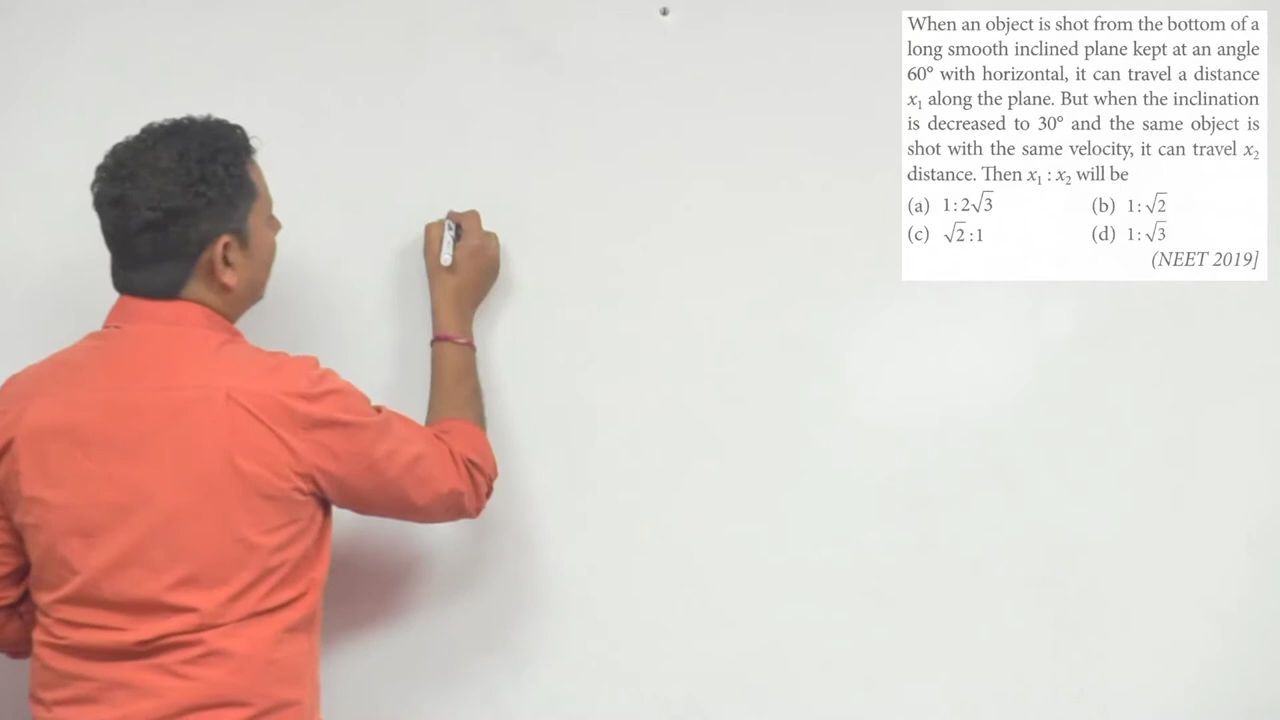 When an object is shot from the bottom of a
long smooth inclined plane kept at an angle
60° with horizontal, it can travel a distance
x₁ along the plane. But when the inclination
is decreased to 30° and the same object is
shot with the same velocity, it can travel x₂
distance. Then x₁ : x₂ will be
(a) 1:2√3 (b) 1:√2
(c) √2:1 (d) 1:√3
(NEET 2019]